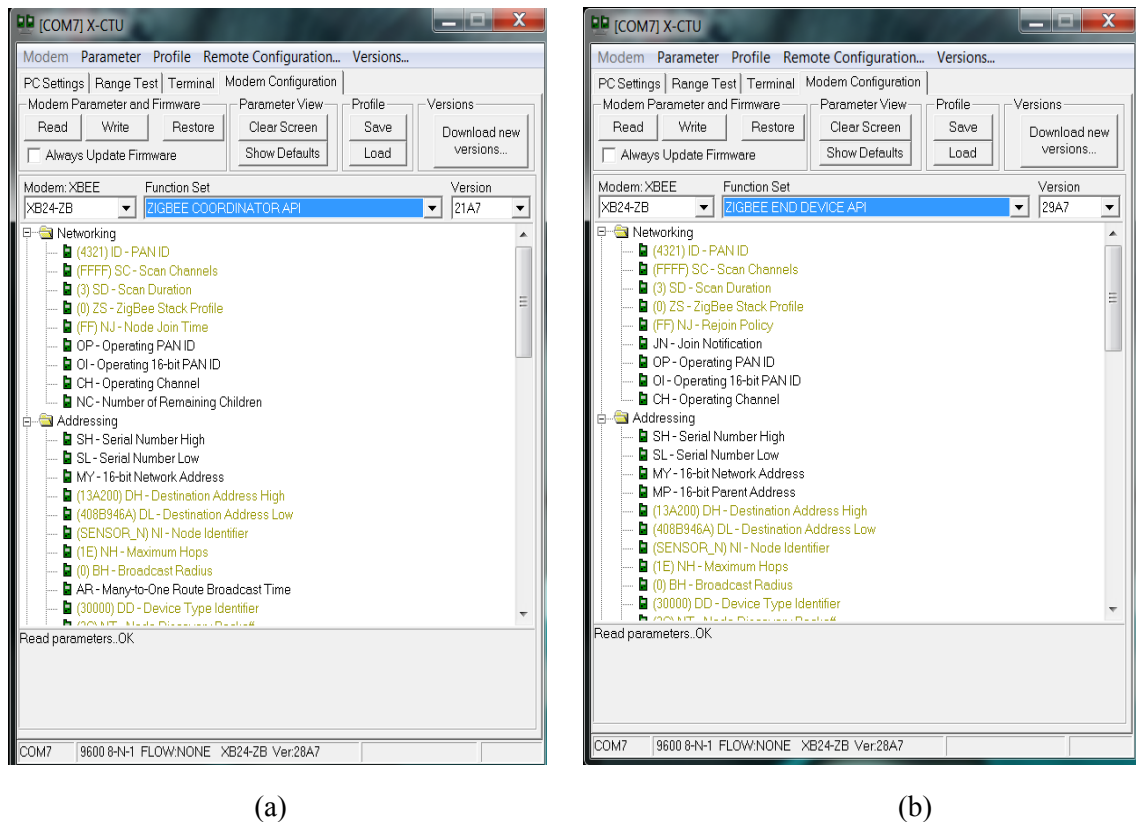 [COM7] X-CTU
Modem Parameter Profile Remote Configuration... Versions...
PC Settings Range Test Terminal Modem Configuration
Modem Parameter and Firmware Parameter View Profile Versions
Read Write Restore Clear Screen Save Download new versions...
Always Update Firmware Show Defaults Load
Modem: XBEE Function Set Version
XB24-ZB ZIGBEE COORDINATOR API 21A7
Networking
(4321) ID - PAN ID
(FFFF) SC - Scan Channels
(3) SD - Scan Duration
(0) ZS - ZigBee Stack Profile
(FF) NJ - Node Join Time
OP - Operating PAN ID
OI - Operating 16-bit PAN ID
CH - Operating Channel
NC - Number of Remaining Children
Addressing
SH - Serial Number High
SL - Serial Number Low
MY - 16-bit Network Address
(13A200) DH - Destination Address High
(408B946A) DL - Destination Address Low
(SENSOR_N) NI - Node Identifier
(1E) NH - Maximum Hops
(0) BH - Broadcast Radius
AR - Many-to-One Route Broadcast Time
(30000) DD - Device Type Identifier
Read parameters..OK
COM7 9600 8-N-1 FLOW:NONE XB24-ZB Ver:28A7
(a)
[COM7] X-CTU
Modem Parameter Profile Remote Configuration... Versions...
PC Settings Range Test Terminal Modem Configuration
Modem Parameter and Firmware Parameter View Profile Versions
Read Write Restore Clear Screen Save Download new versions...
Always Update Firmware Show Defaults Load
Modem: XBEE Function Set Version
XB24-ZB ZIGBEE END DEVICE API 29A7
Networking
(4321) ID - PAN ID
(FFFF) SC - Scan Channels
(3) SD - Scan Duration
(0) ZS - ZigBee Stack Profile
(FF) NJ - Rejoin Policy
JN - Join Notification
OP - Operating PAN ID
OI - Operating 16-bit PAN ID
CH - Operating Channel
Addressing
SH - Serial Number High
SL - Serial Number Low
MY - 16-bit Network Address
MP - 16-bit Parent Address
(13A200) DH - Destination Address High
(408B946A) DL - Destination Address Low
(SENSOR_N) NI - Node Identifier
(1E) NH - Maximum Hops
(0) BH - Broadcast Radius
(30000) DD - Device Type Identifier
Read parameters..OK
COM7 9600 8-N-1 FLOW:NONE XB24-ZB Ver:28A7
(b)